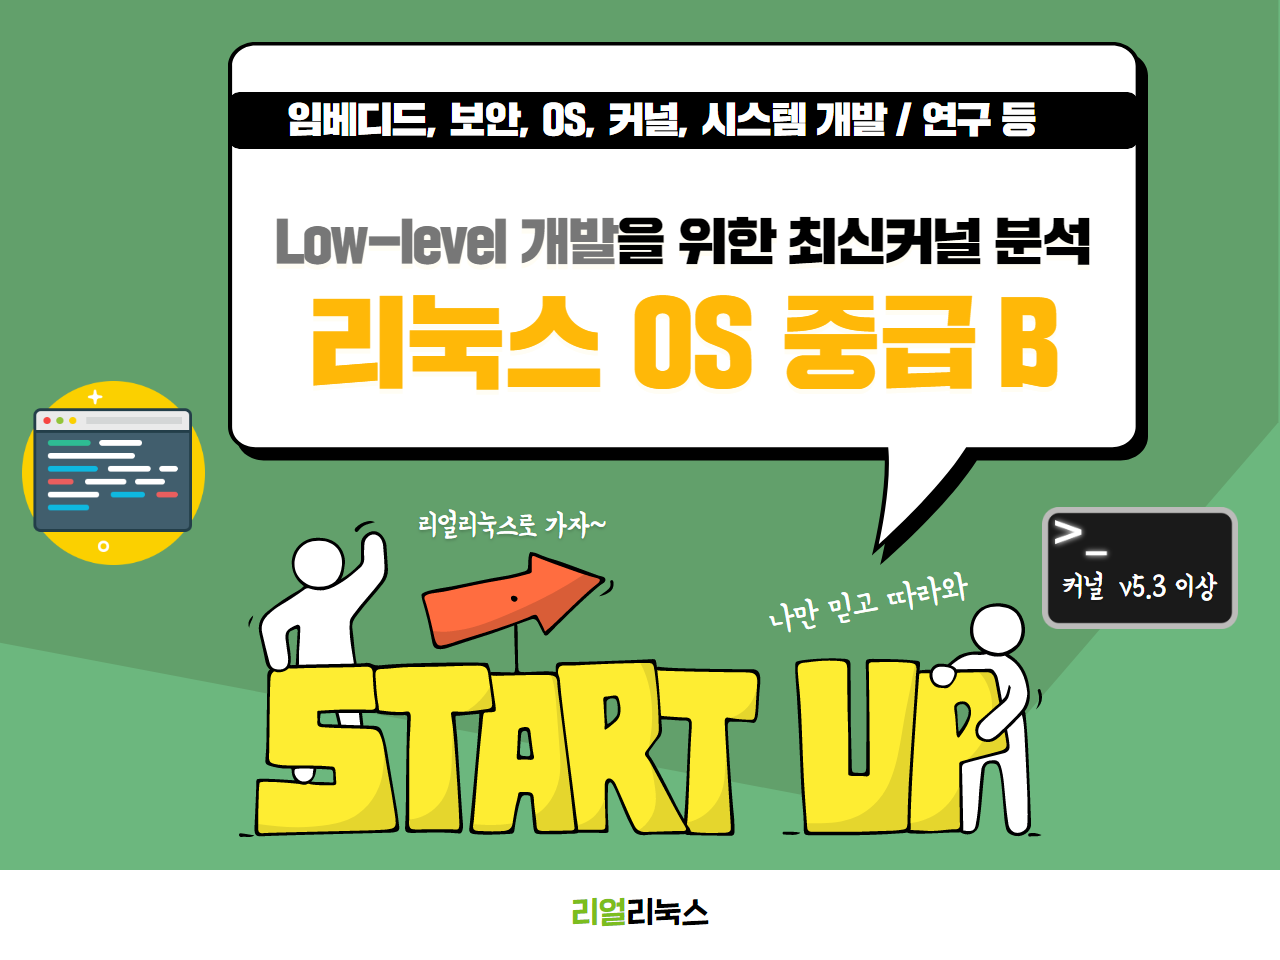 임베디드, 보안, OS, 커널, 시스템 개발 / 연구 등
Low-level 개발을 위한 최신커널 분석
리눅스 OS 중급 B
리얼리눅스로 가자~
>_
커널 v5.3 이상
나만 믿고 따라와
START UP
리얼리눅스